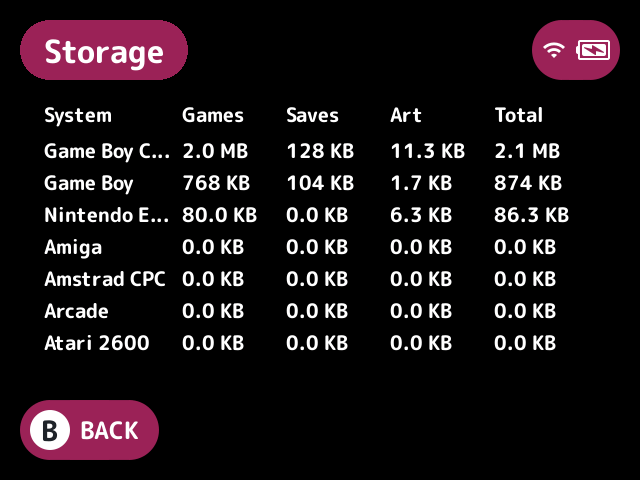 Storage
System Games Saves Art Total
Game Boy C... 2.0 MB 128 KB 11.3 KB 2.1 MB
Game Boy 768 KB 104 KB 1.7 KB 874 KB
Nintendo E... 80.0 KB 0.0 KB 6.3 KB 86.3 KB
Amiga 0.0 KB 0.0 KB 0.0 KB 0.0 KB
Amstrad CPC 0.0 KB 0.0 KB 0.0 KB 0.0 KB
Arcade 0.0 KB 0.0 KB 0.0 KB 0.0 KB
Atari 2600 0.0 KB 0.0 KB 0.0 KB 0.0 KB
B BACK